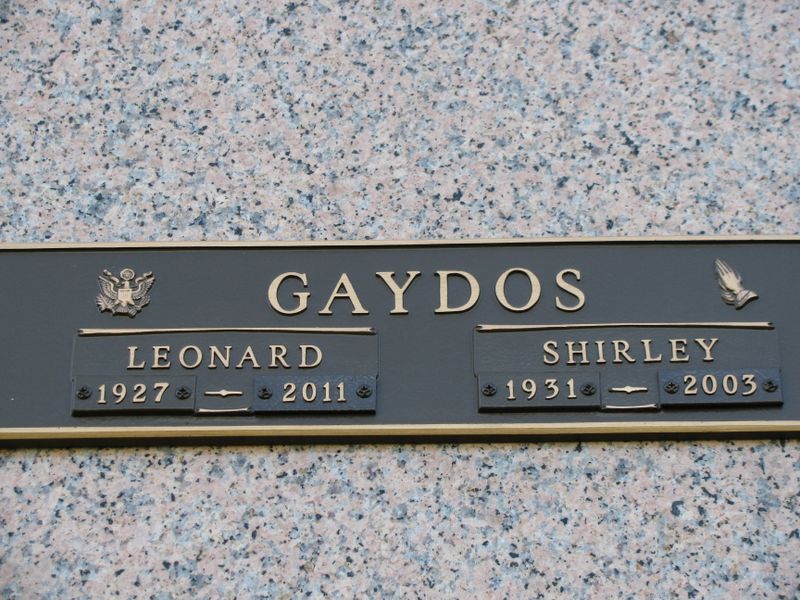 GAYDOS
LEONARD
1927 — 2011
SHIRLEY
1931 — 2003